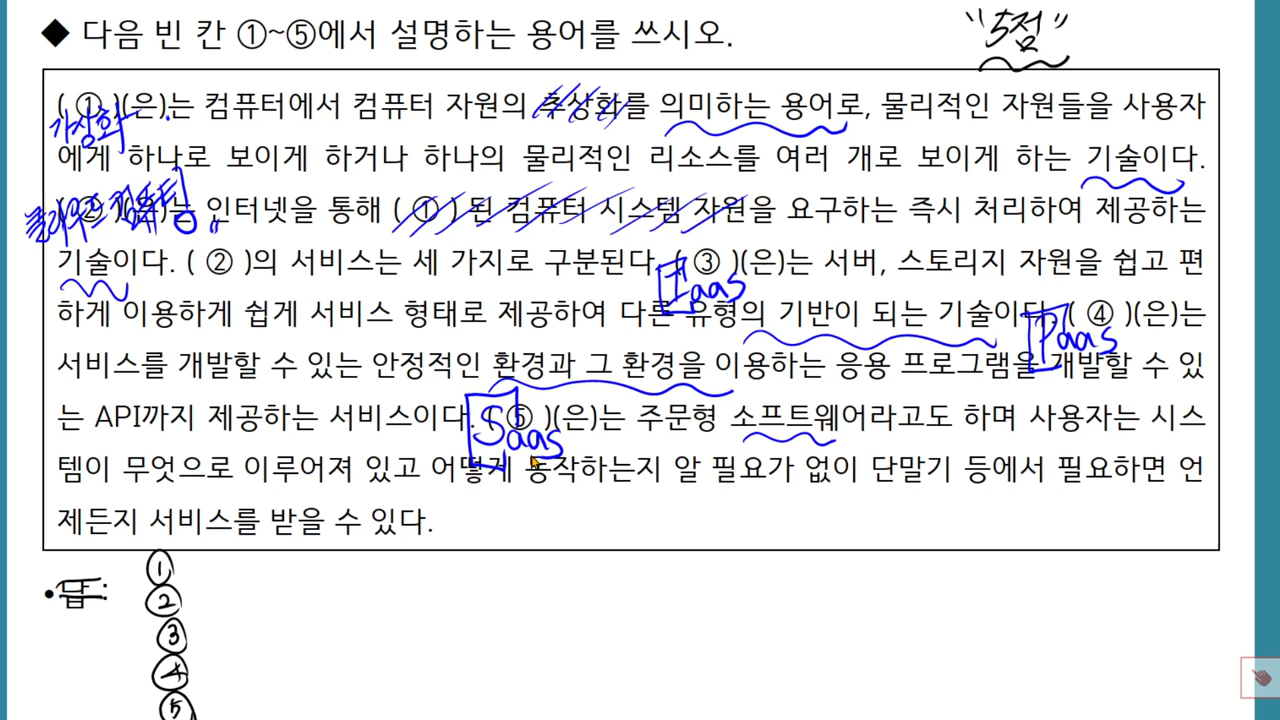 ◆ 다음 빈 칸 ①~⑤에서 설명하는 용어를 쓰시오.
"5점"
( ① )(은)는 컴퓨터에서 컴퓨터 자원의 추상화를 의미하는 용어로, 물리적인 자원들을 사용자
가상화
에게 하나로 보이게 하거나 하나의 물리적인 리소스를 여러 개로 보이게 하는 기술이다.
클라우드 컴퓨팅
( ② )(은)는 인터넷을 통해 ( ① ) 된 컴퓨터 시스템 자원을 요구하는 즉시 처리하여 제공하는
기술이다. ( ② )의 서비스는 세 가지로 구분된다. ( ③ )(은)는 서버, 스토리지 자원을 쉽고 편
Iaas
하게 이용하게 쉽게 서비스 형태로 제공하여 다른 유형의 기반이 되는 기술이다. ( ④ )(은)는
Paas
서비스를 개발할 수 있는 안정적인 환경과 그 환경을 이용하는 응용 프로그램을 개발할 수 있
는 API까지 제공하는 서비스이다. ( ⑤ )(은)는 주문형 소프트웨어라고도 하며 사용자는 시스
Saas
템이 무엇으로 이루어져 있고 어떻게 동작하는지 알 필요가 없이 단말기 등에서 필요하면 언
제든지 서비스를 받을 수 있다.
• 답 :
①
②
③
④
⑤